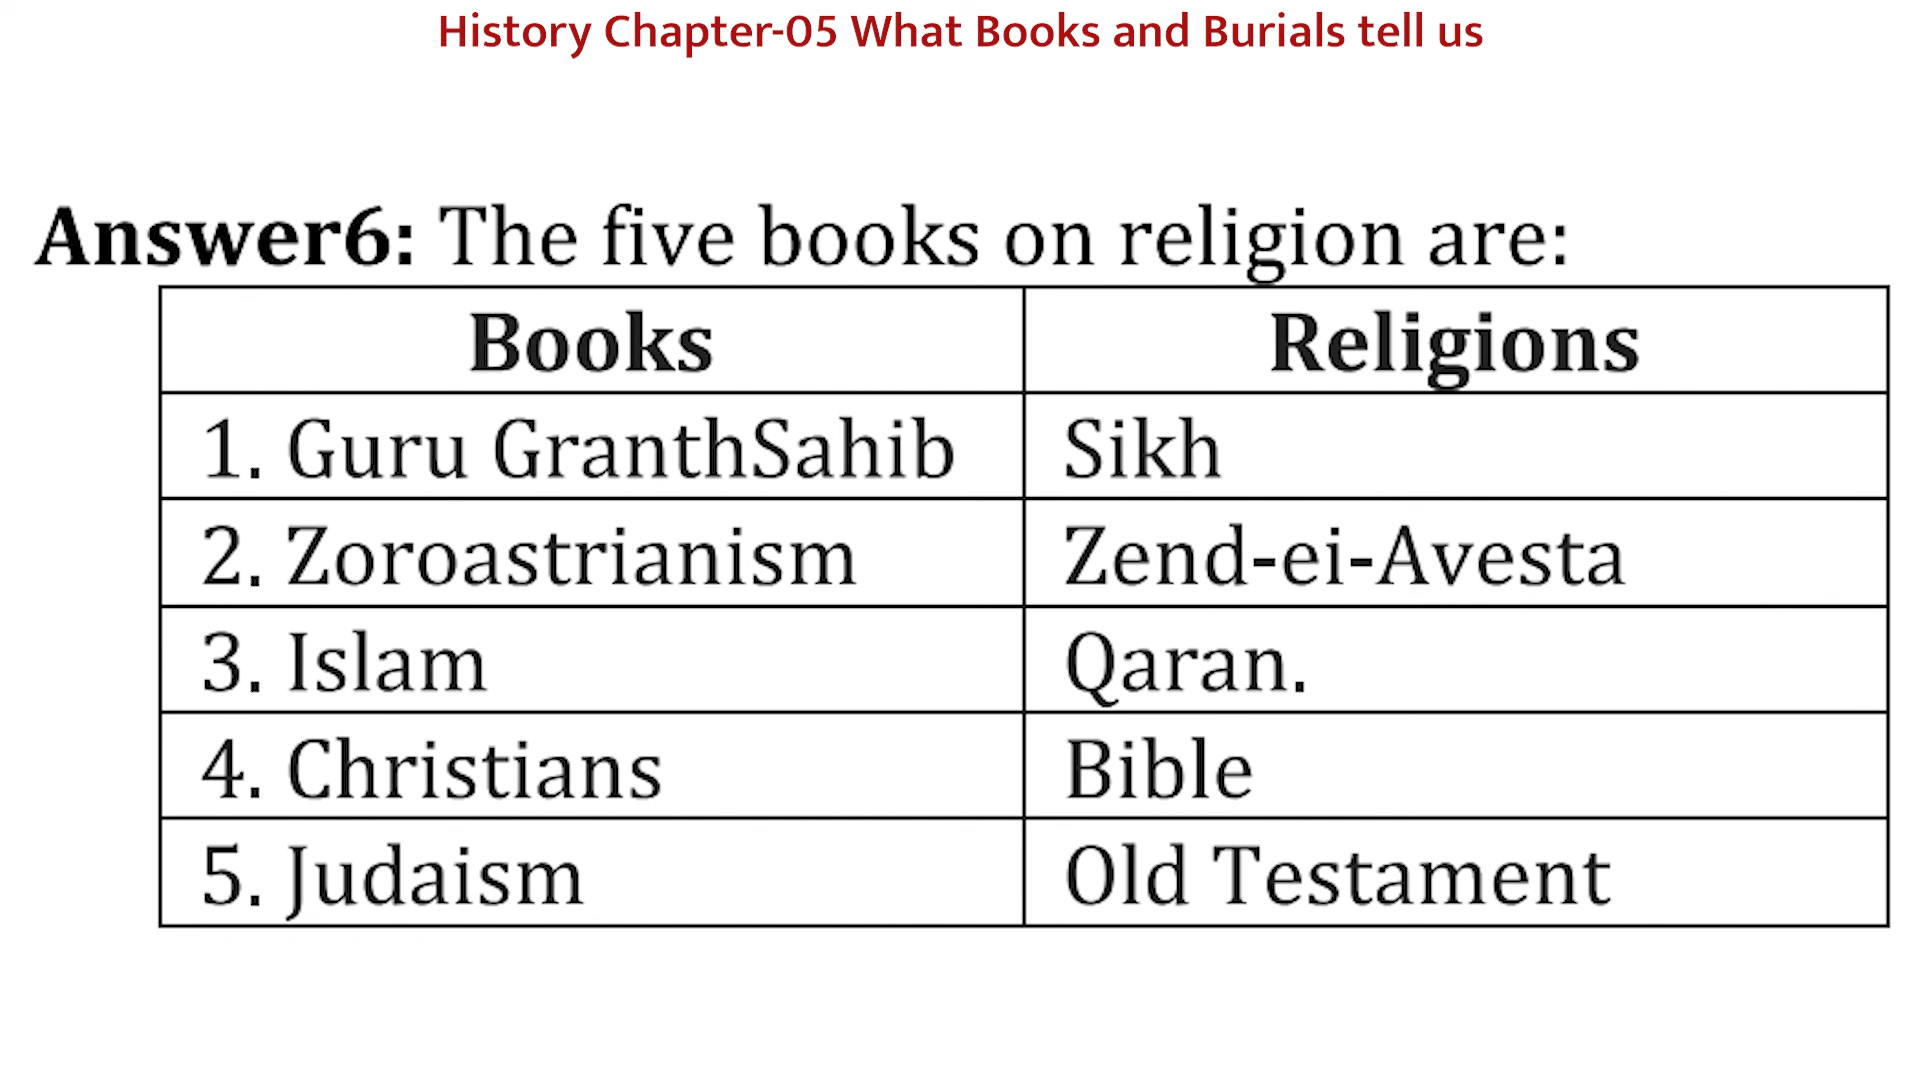 History Chapter-05 What Books and Burials tell us
Answer6: The five books on religion are:
Books Religions
1. Guru GranthSahib Sikh
2. Zoroastrianism Zend-ei-Avesta
3. Islam Qaran.
4. Christians Bible
5. Judaism Old Testament